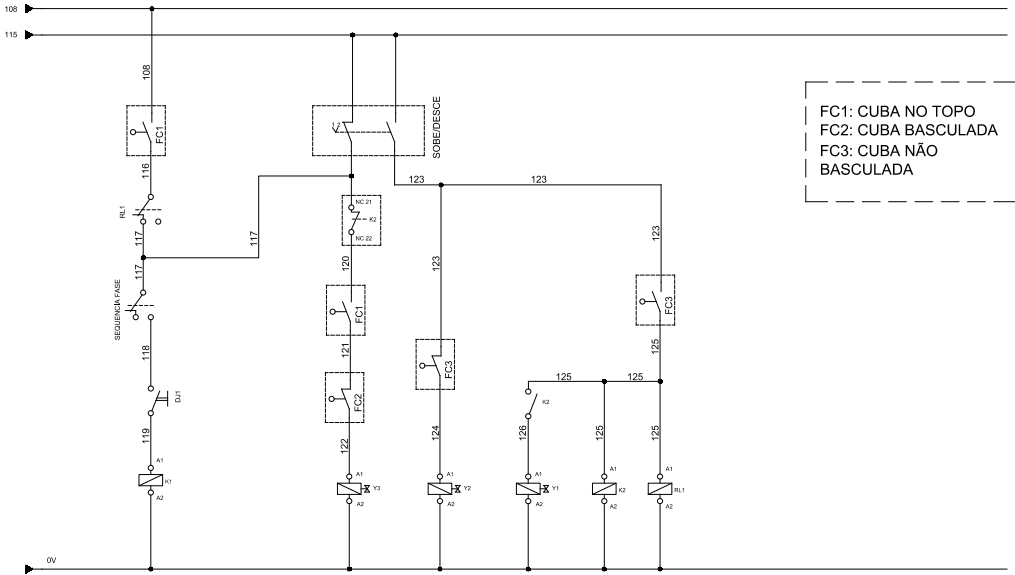 108
115
108
FC1
116
RL1
117
117
117
SEQUENCIA FASE
118
DJ1
119
A1
K1
A2
1 2
SOBE/DESCE
NC 21
K2
NC 22
120
FC1
121
FC2
122
A1
Y3
A2
123
123
123
FC3
124
A1
Y2
A2
123
FC3
125
125
125
K2
126
125
125
A1
Y1
A2
A1
K2
A2
A1
RL1
A2
0V
FC1: CUBA NO TOPO
FC2: CUBA BASCULADA
FC3: CUBA NÃO
BASCULADA